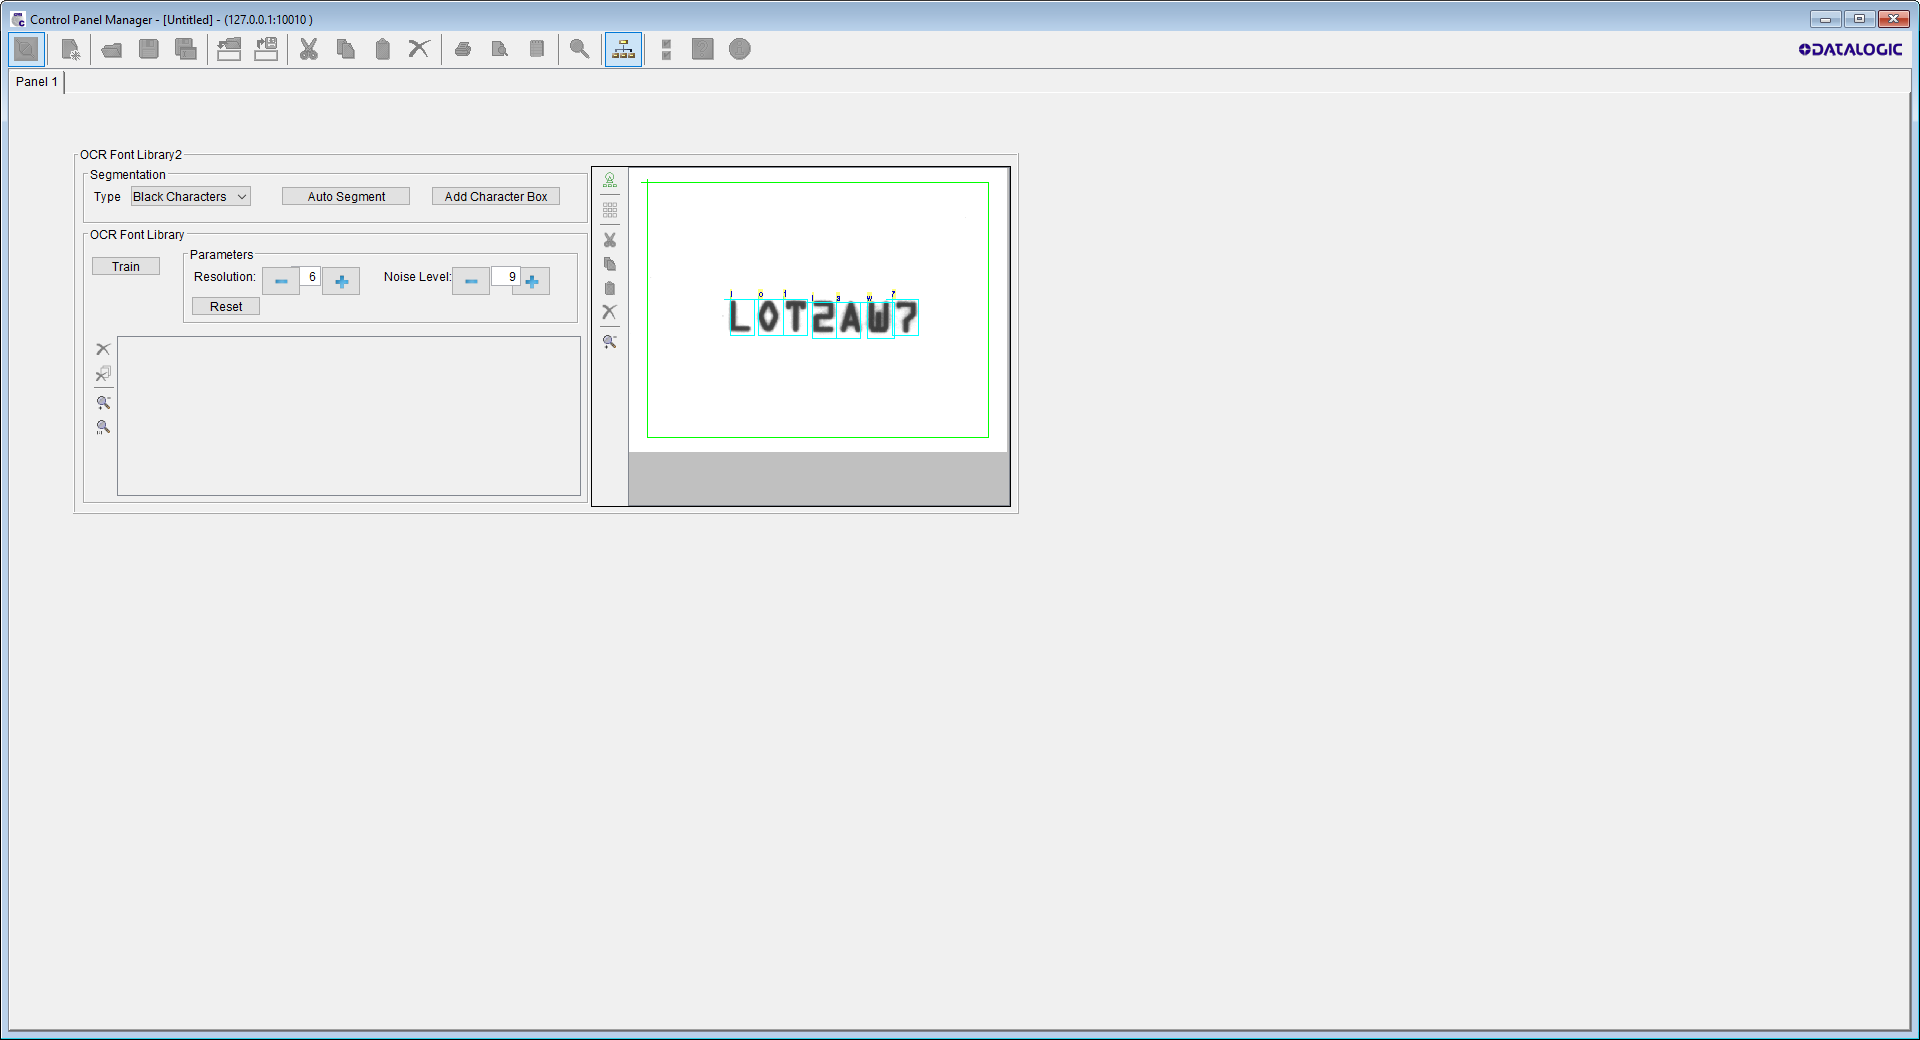 Control Panel Manager - [Untitled] - (127.0.0.1:10010 )
DATALOGIC
Panel 1
OCR Font Library2
Segmentation
Type Black Characters Auto Segment Add Character Box
OCR Font Library
Train
Parameters
Resolution: 6 Noise Level: 9
Reset
LOT2AW7